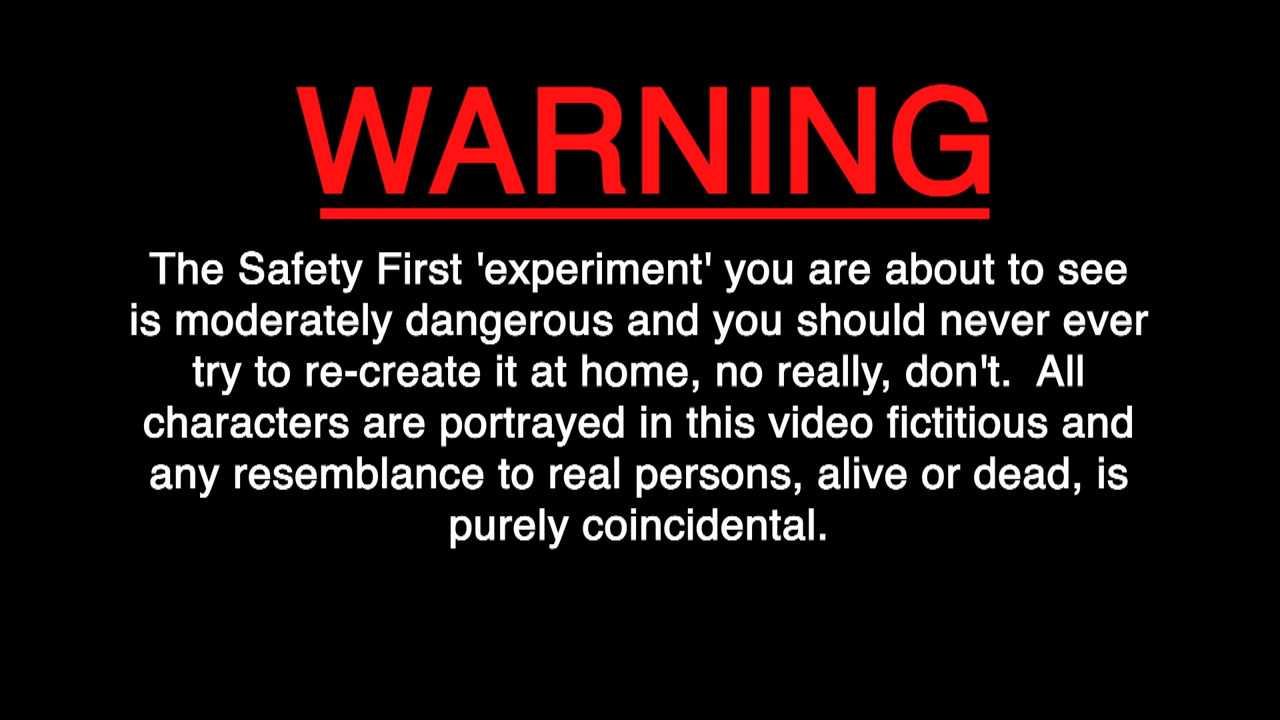 WARNING
The Safety First 'experiment' you are about to see
is moderately dangerous and you should never ever
try to re-create it at home, no really, don't.  All
characters are portrayed in this video fictitious and
any resemblance to real persons, alive or dead, is
purely coincidental.